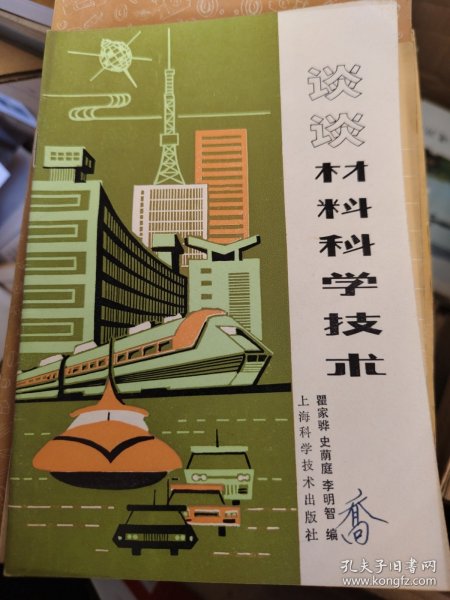 谈谈
材料科学技术
瞿家骅 史荫庭 李明智 编
上海科学技术出版社
喬
孔夫子旧书网
www.kongfz.com